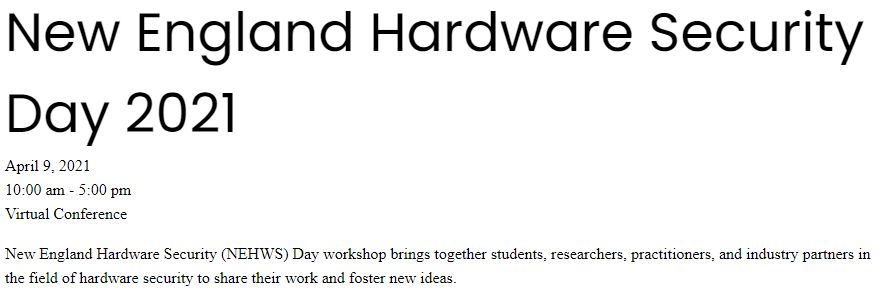 New England Hardware Security
Day 2021
April 9, 2021
10:00 am - 5:00 pm
Virtual Conference
New England Hardware Security (NEHWS) Day workshop brings together students, researchers, practitioners, and industry partners in
the field of hardware security to share their work and foster new ideas.